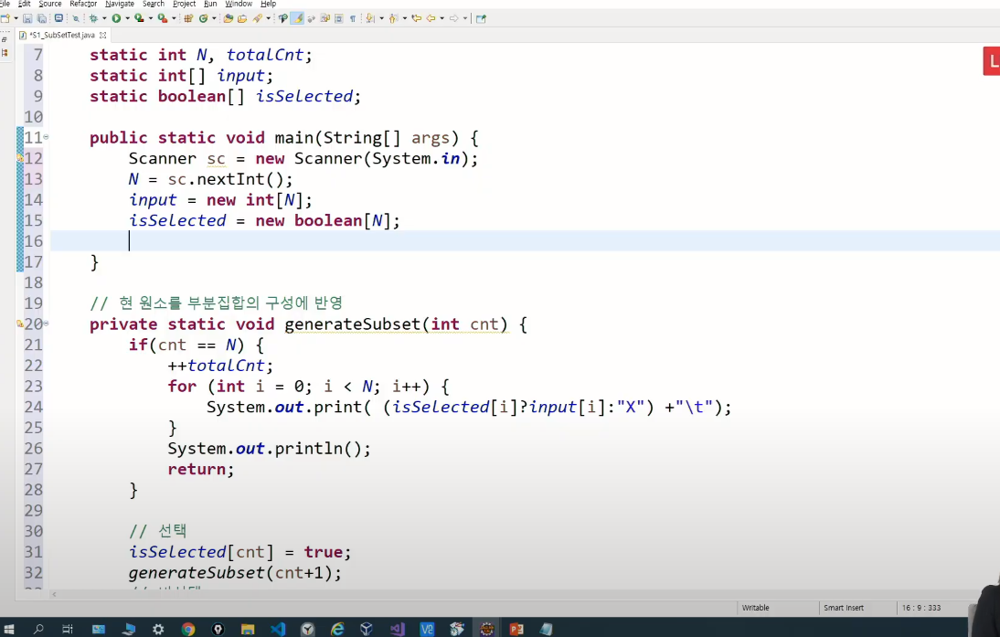 File Edit Source Refactor Navigate Search Project Run Window Help
*S1_SubSetTest.java
7 static int N, totalCnt;
8 static int[] input;
9 static boolean[] isSelected;
10
11 public static void main(String[] args) {
12 Scanner sc = new Scanner(System.in);
13 N = sc.nextInt();
14 input = new int[N];
15 isSelected = new boolean[N];
16
17 }
18
19 // 현 원소를 부분집합의 구성에 반영
20 private static void generateSubset(int cnt) {
21 if(cnt == N) {
22 ++totalCnt;
23 for (int i = 0; i < N; i++) {
24 System.out.print( (isSelected[i]?input[i]:"X") +"\t");
25 }
26 System.out.println();
27 return;
28 }
29
30 // 선택
31 isSelected[cnt] = true;
32 generateSubset(cnt+1);
Writable Smart Insert 16 : 9 : 333
L